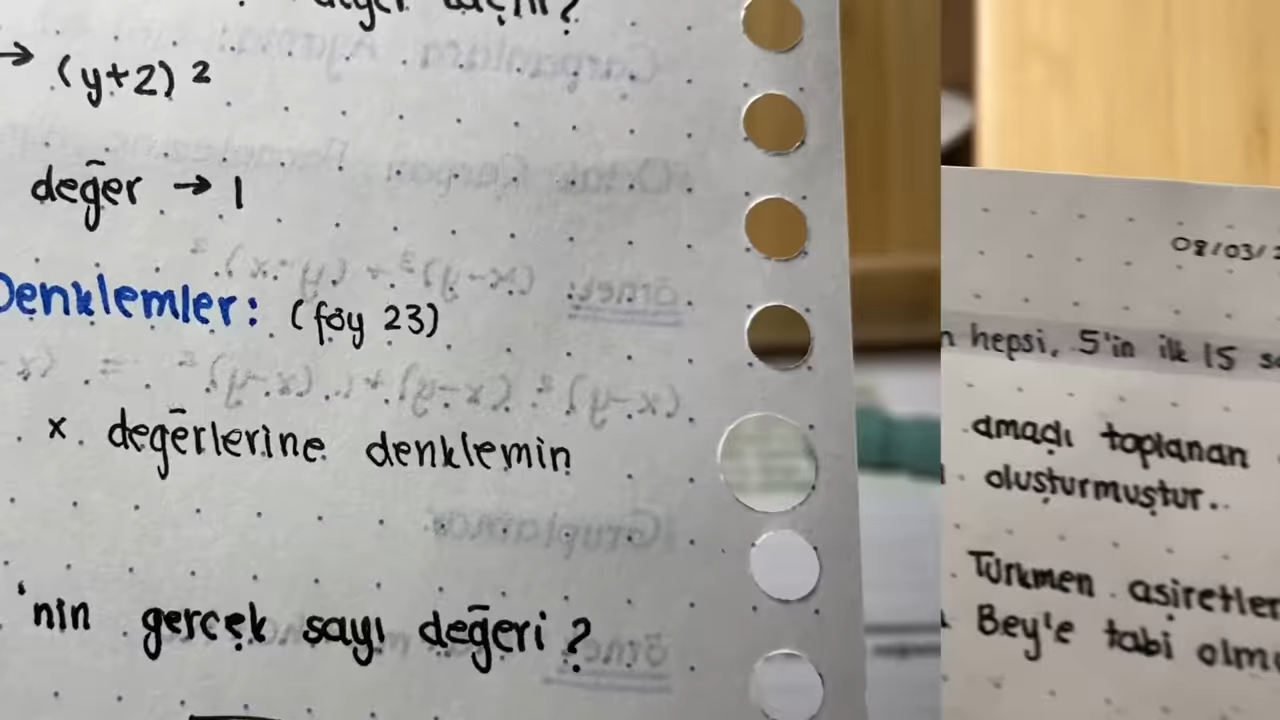 → (y+2)²
değer → 1
Denklemler: (föy 23)
x değerlerine denklemin
'nin gerçek sayı değeri?
08/03/
hepsi, 5'in ilk 15
amadı toplanan
oluşturmuştur.
Türkmen aşiretler
Bey'e tabi olmu